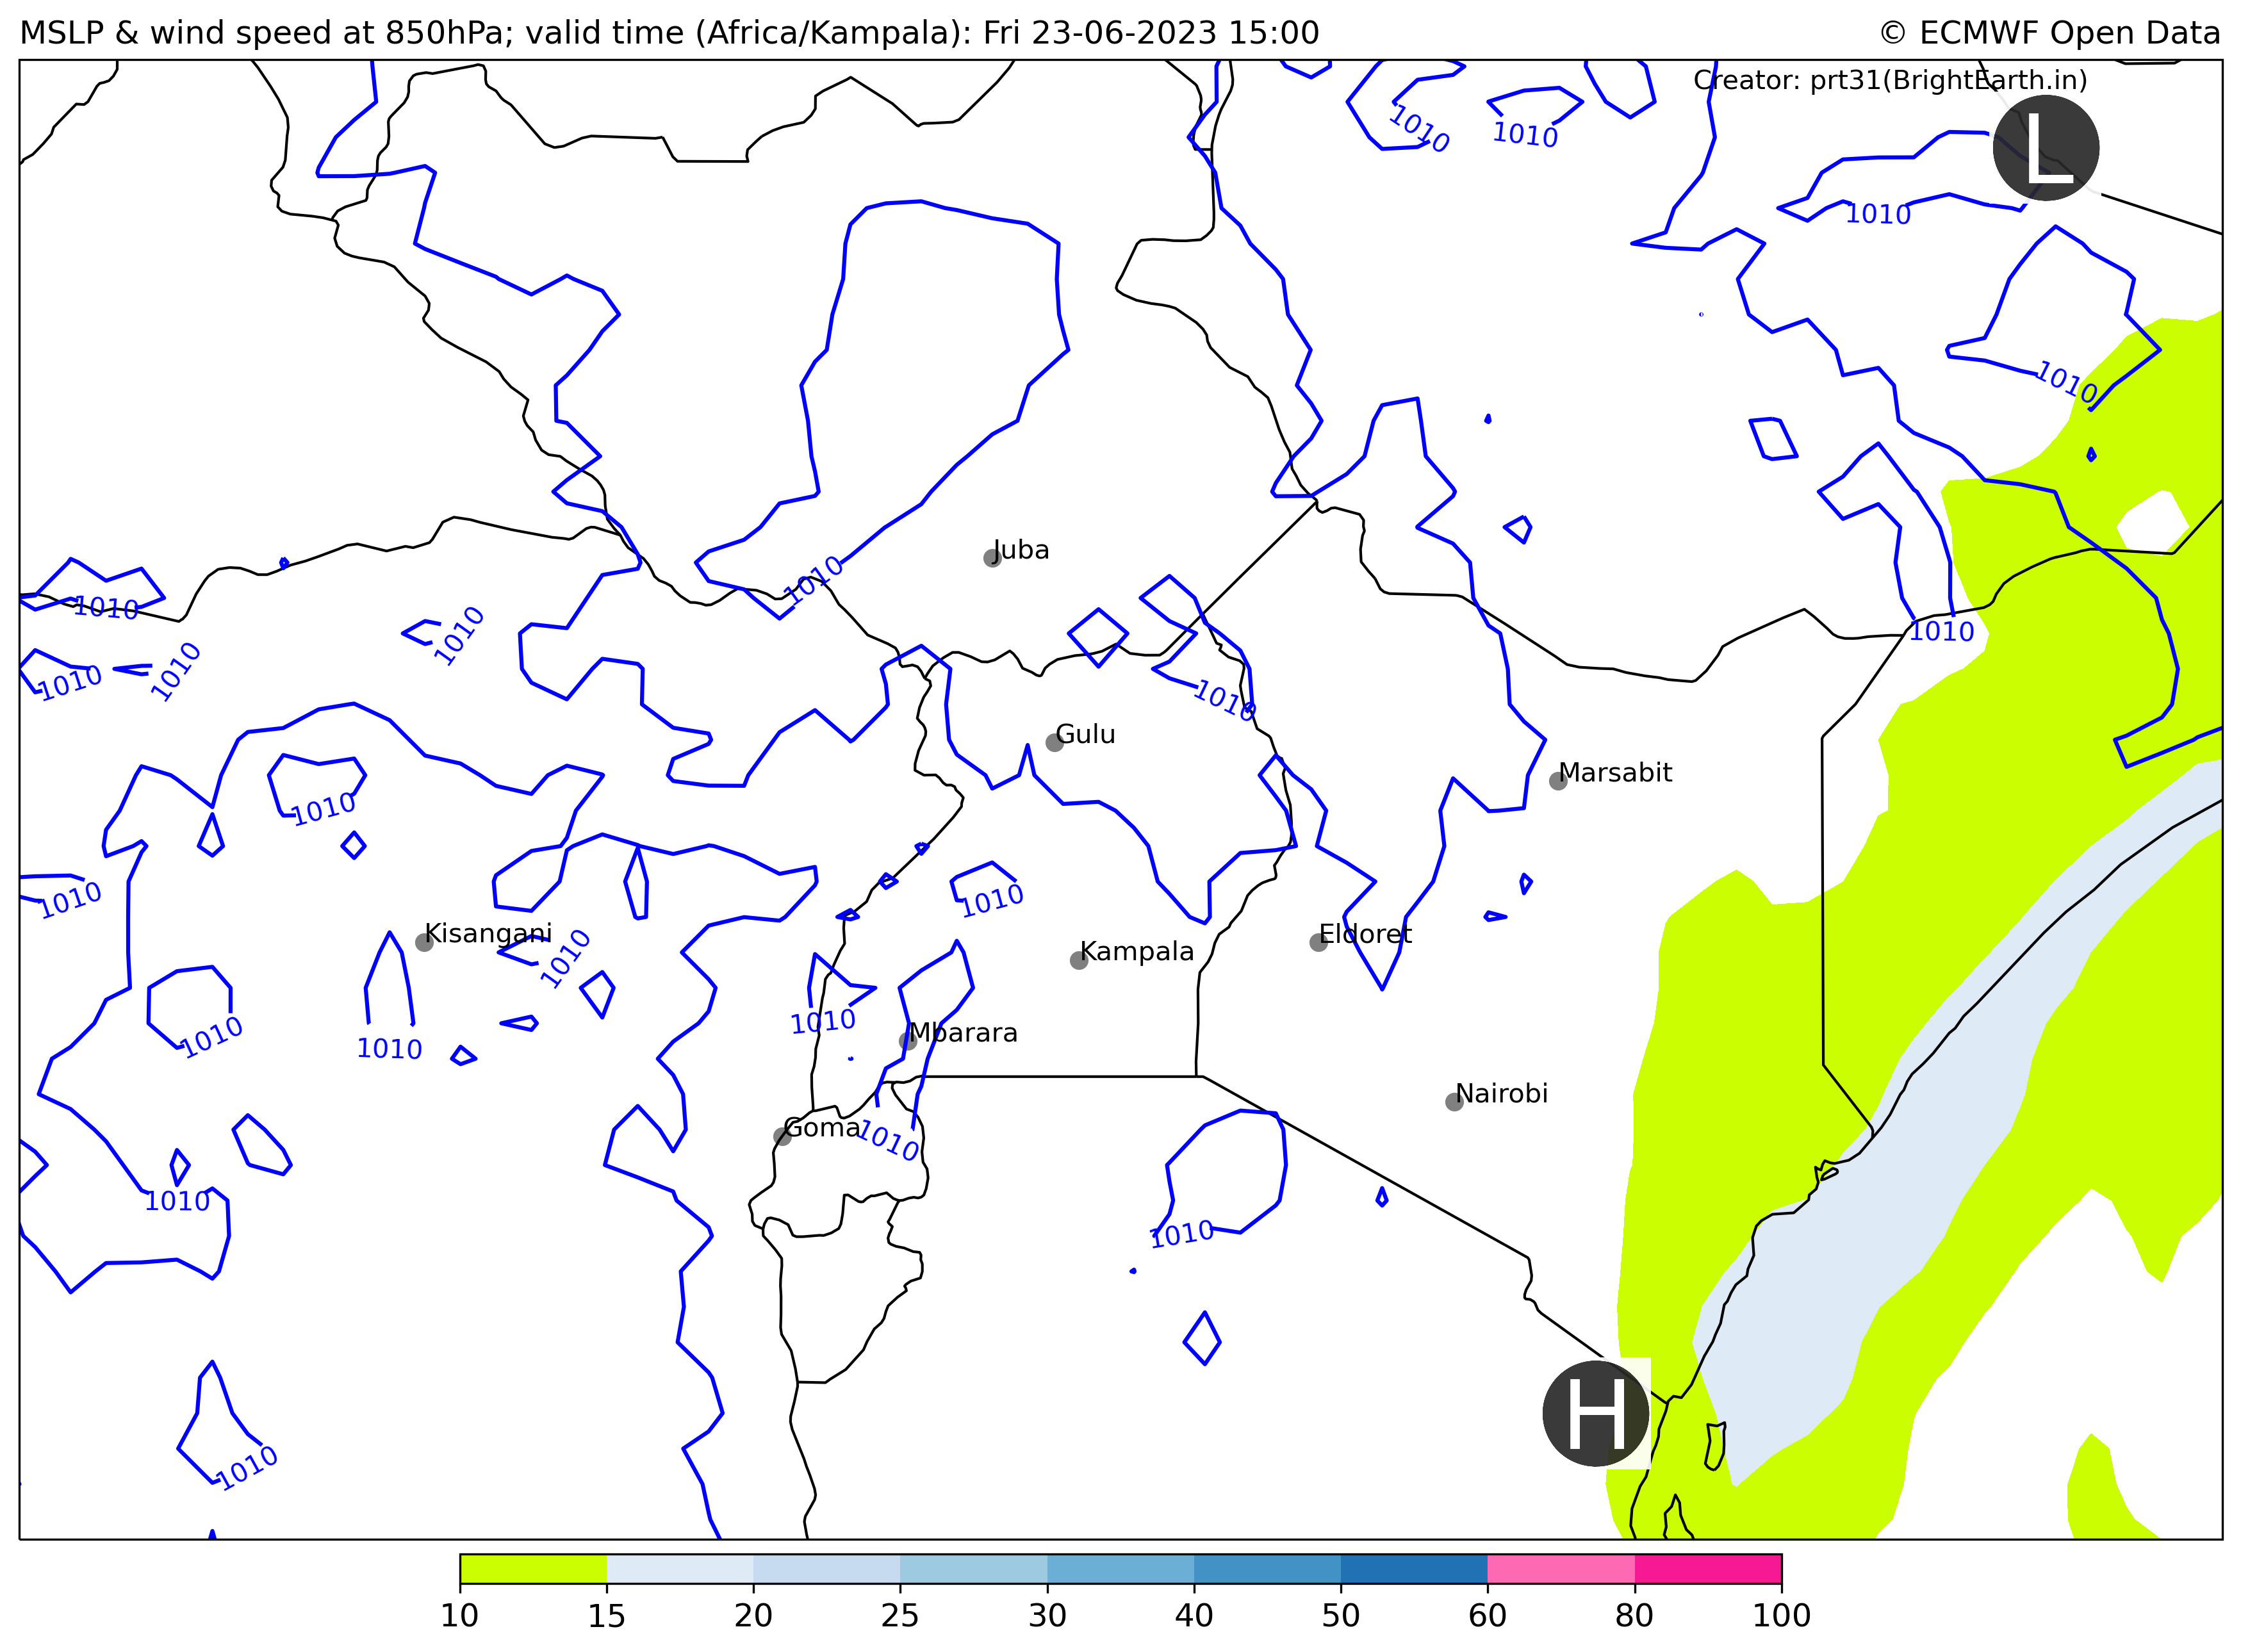 MSLP & wind speed at 850hPa; valid time (Africa/Kampala): Fri 23-06-2023 15:00
© ECMWF Open Data
Creator: prt31(BrightEarth.in)
L
1010
1010
1010
1010
Juba
1010
1010
1010
1010
1010
1010
1010
Gulu
Marsabit
1010
1010
1010
Kisangani
Eldoret
1010
Kampala
1010
1010
Mbarara
1010
Nairobi
Goma
1010
1010
1010
H
1010
10 15 20 25 30 40 50 60 80 100